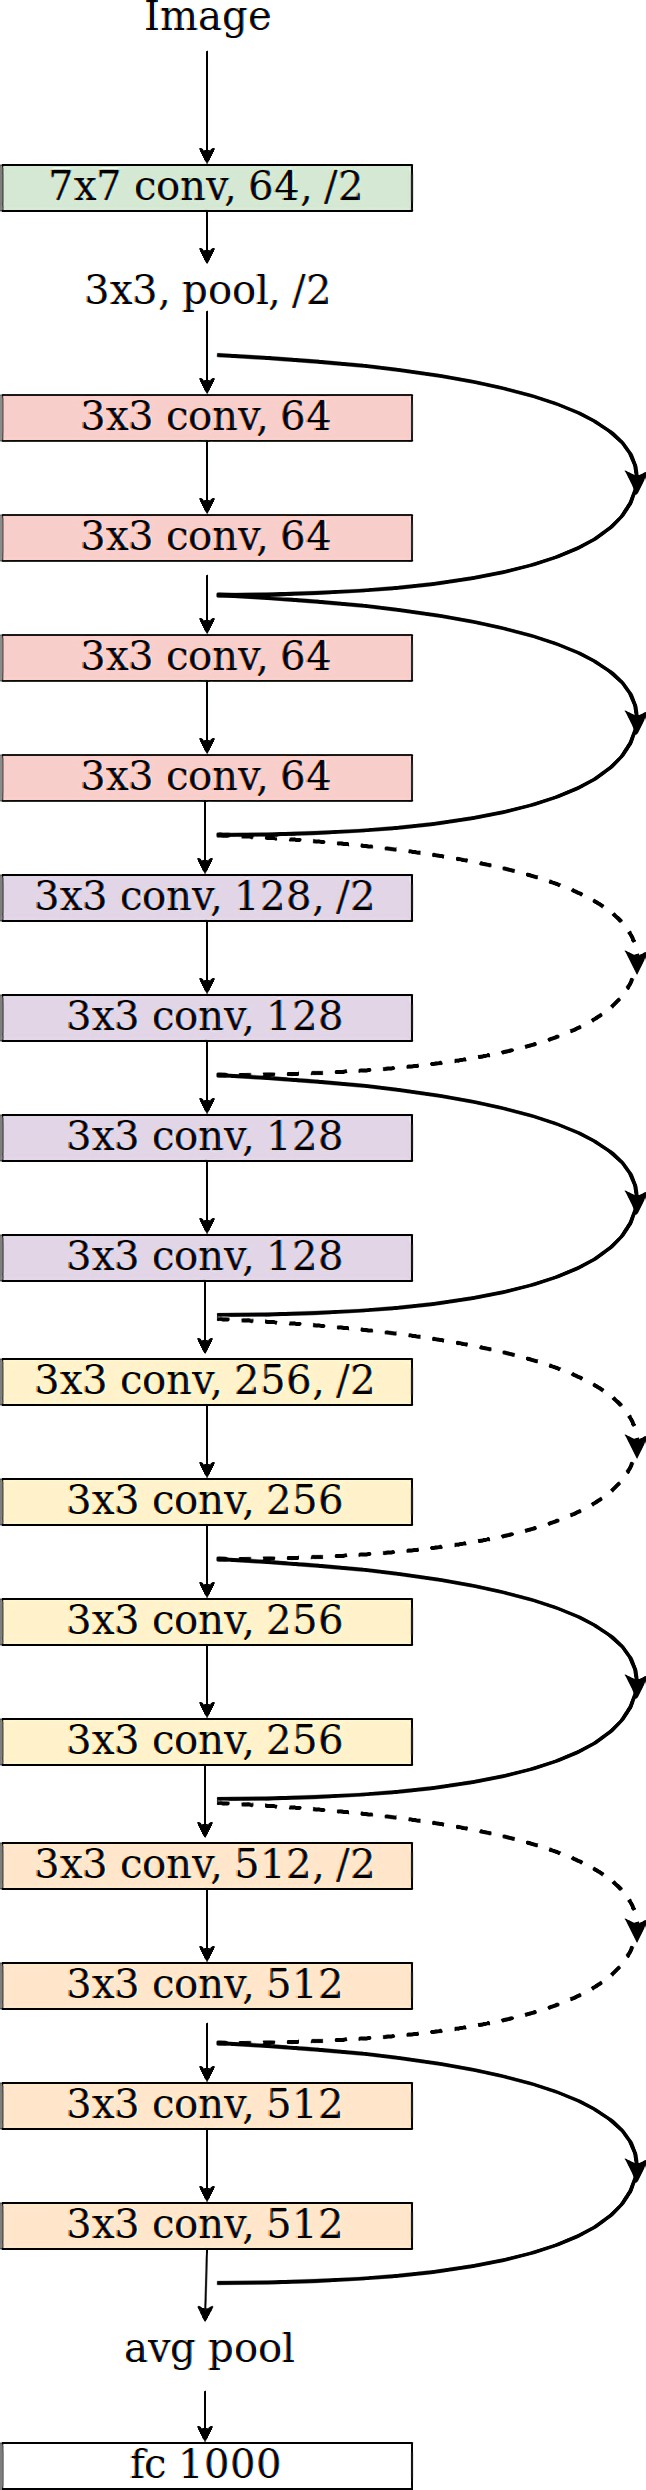 Image
7x7 conv, 64, /2
3x3, pool, /2
3x3 conv, 64
3x3 conv, 64
3x3 conv, 64
3x3 conv, 64
3x3 conv, 128, /2
3x3 conv, 128
3x3 conv, 128
3x3 conv, 128
3x3 conv, 256, /2
3x3 conv, 256
3x3 conv, 256
3x3 conv, 256
3x3 conv, 512, /2
3x3 conv, 512
3x3 conv, 512
3x3 conv, 512
avg pool
fc 1000